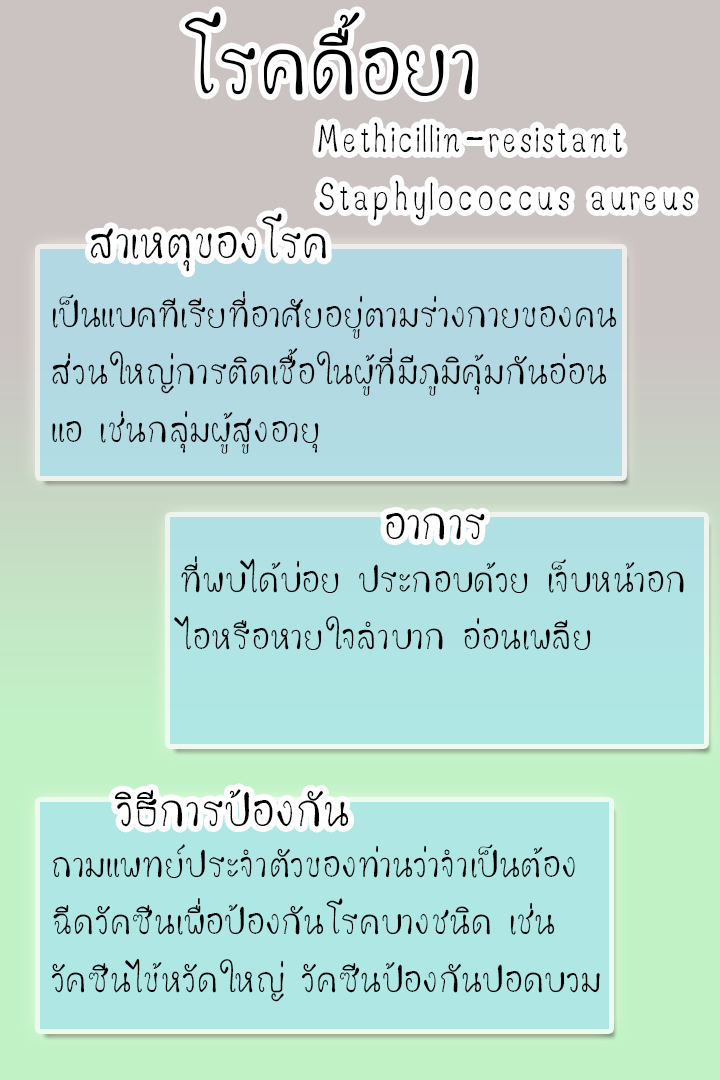 โรคดื้อยา
Methicillin-resistant
Staphylococcus aureus
สาเหตุของโรค
เป็นแบคทีเรียที่อาศัยอยู่ตามร่างกายของคน
ส่วนใหญ่การติดเชื้อในผู้ที่มีภูมิคุ้มกันอ่อน
แอ เช่นกลุ่มผู้สูงอายุ
อาการ
ที่พบได้บ่อย ประกอบด้วย เจ็บหน้าอก
ไอหรือหายใจลำบาก อ่อนเพลีย
วิธีการป้องกัน
ถามแพทย์ประจำตัวของท่านว่าจำเป็นต้อง
ฉีดวัคซีนเพื่อป้องกันโรคบางชนิด เช่น
วัคซีนไข้หวัดใหญ่ วัคซีนป้องกันปอดบวม